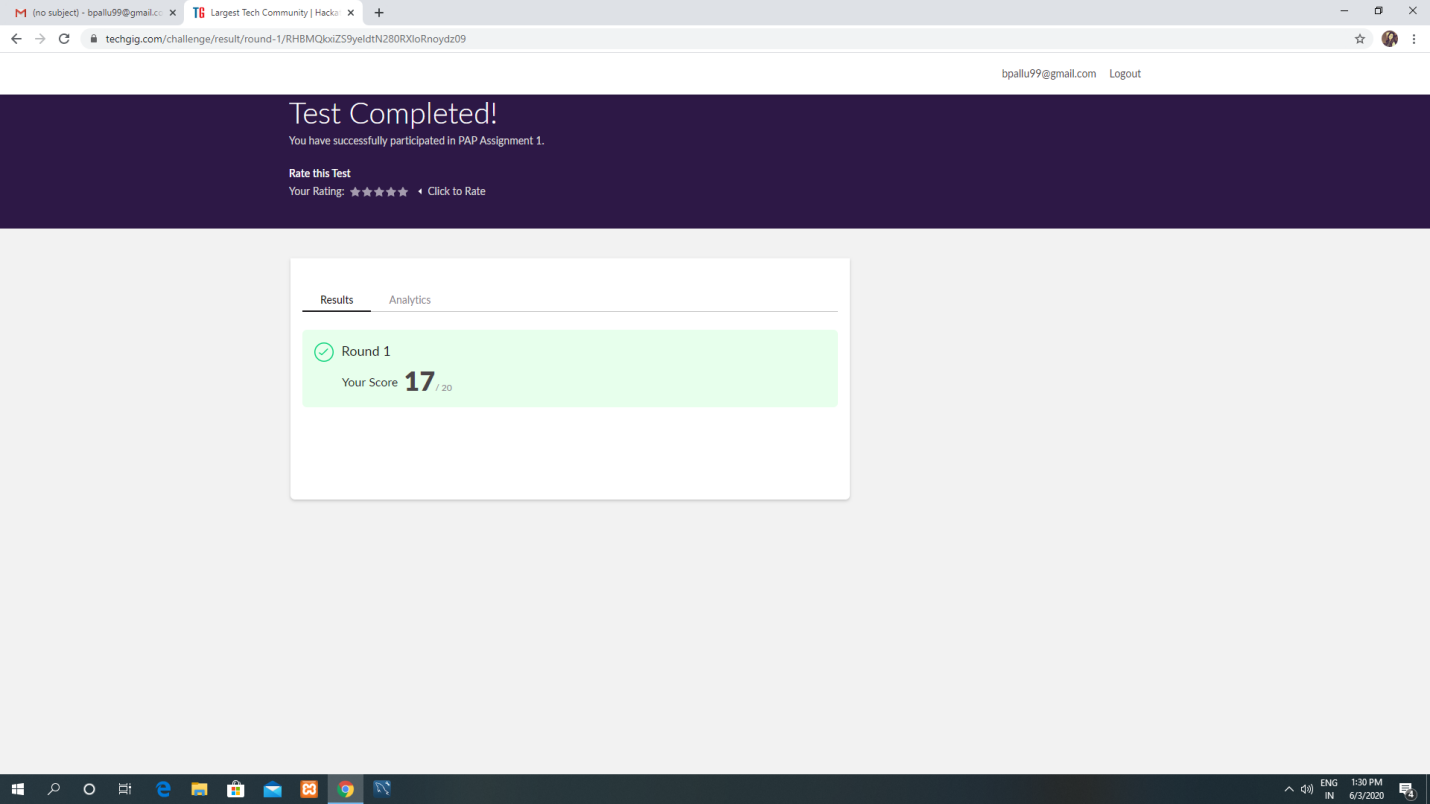 (no subject) - bpallu99@gmail.co
TG Largest Tech Community | Hacka
techgig.com/challenge/result/round-1/RHBMQkxiZS9yeldtN280RXloRnoydz09
bpallu99@gmail.com Logout
Test Completed!
You have successfully participated in PAP Assignment 1.
Rate this Test
Your Rating: Click to Rate
Results Analytics
Round 1
Your Score 17 / 20
ENG 1:30 PM
IN 6/3/2020 4